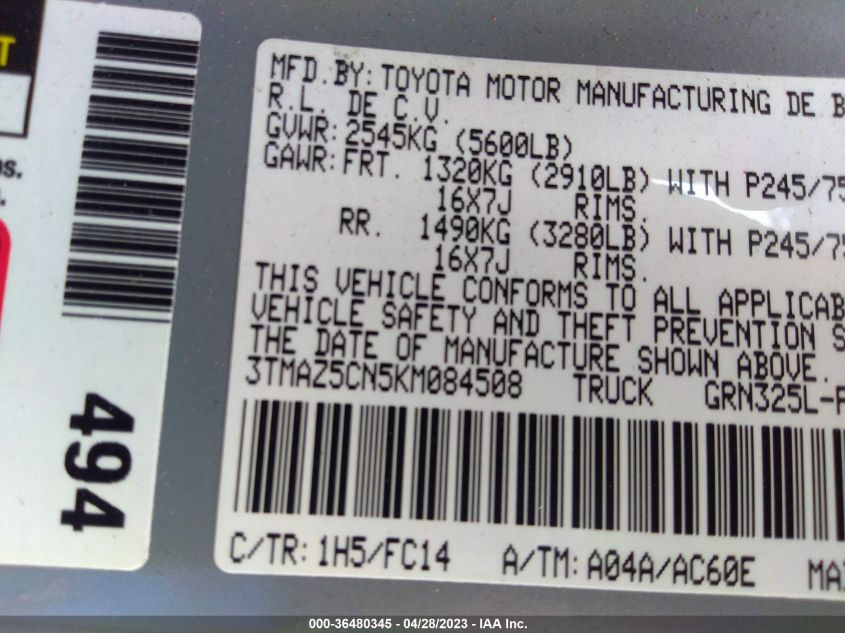 T
os.
494
MFD.BY:TOYOTA MOTOR MANUFACTURING DE B
R.L. DE C.V.
GVWR:2545KG (5600LB)
GAWR:FRT. 1320KG (2910LB) WITH P245/75
16X7J RIMS.
RR. 1490KG (3280LB) WITH P245/75
16X7J RIMS.
THIS VEHICLE CONFORMS TO ALL APPLICAB
VEHICLE SAFETY AND THEFT PREVENTION S
THE DATE OF MANUFACTURE SHOWN ABOVE.
3TMAZ5CN5KM084508 TRUCK GRN325L-P
C/TR:1H5/FC14 A/TM:A04A/AC60E MA
000-36480345 - 04/28/2023 - IAA Inc.